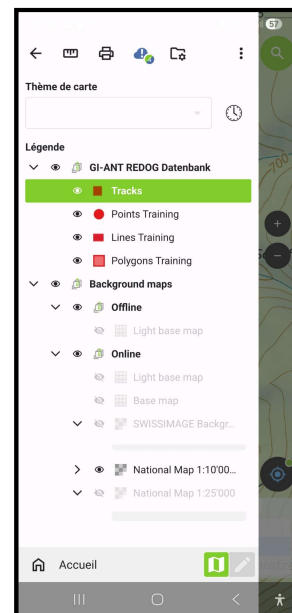 57
Thème de carte
Légende
GI-ANT REDOG Datenbank
Tracks
Points Training
Lines Training
Polygons Training
Background maps
Offline
Light base map
Online
Light base map
Base map
SWISSIMAGE Backgr...
National Map 1:10'00...
National Map 1:25'000
Accueil
700